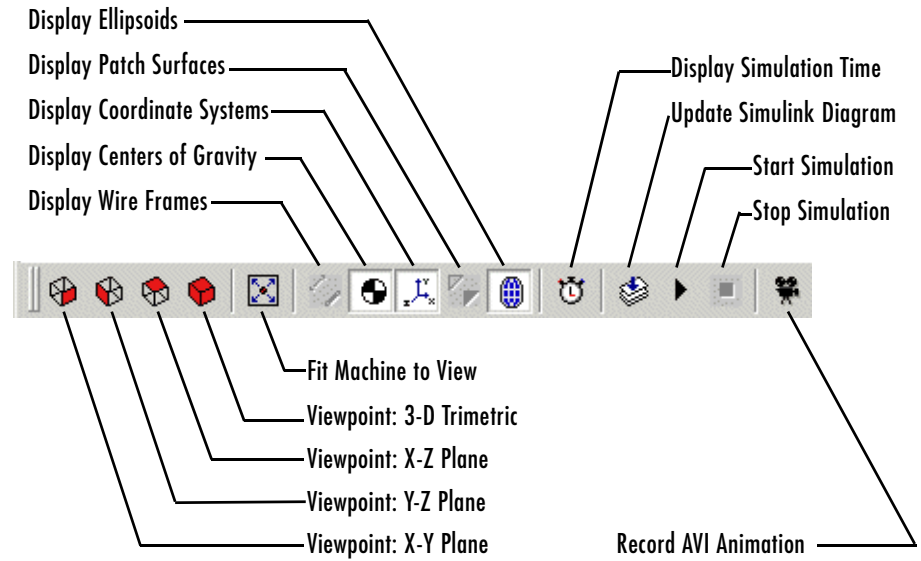 Display Ellipsoids
Display Patch Surfaces
Display Coordinate Systems
Display Centers of Gravity
Display Wire Frames
Display Simulation Time
Update Simulink Diagram
Start Simulation
Stop Simulation
Fit Machine to View
Viewpoint: 3-D Trimetric
Viewpoint: X-Z Plane
Viewpoint: Y-Z Plane
Viewpoint: X-Y Plane
Record AVI Animation